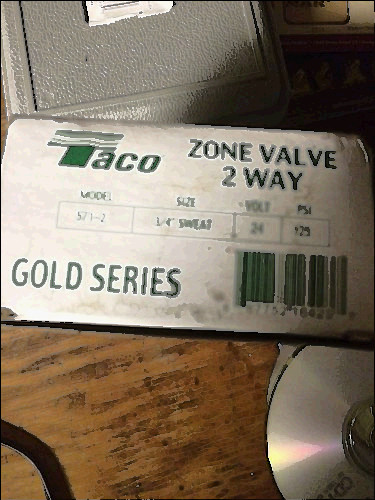 Taco
ZONE VALVE
2 WAY
MODEL SIZE VOLT PSI
571-2 3/4" SWEAT 24 125
GOLD SERIES